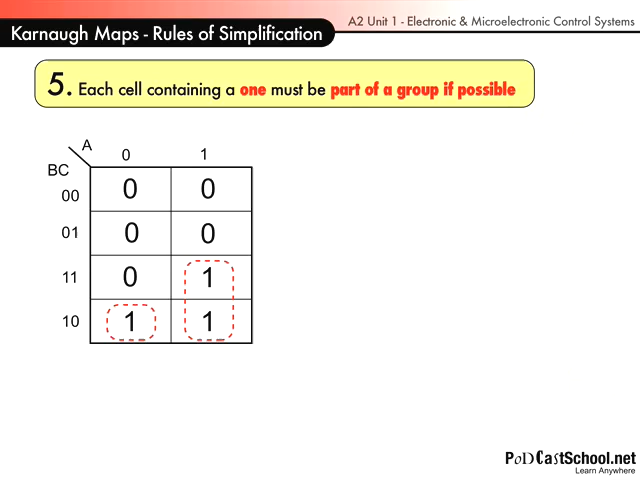 A2 Unit 1 - Electronic & Microelectronic Control Systems
Karnaugh Maps - Rules of Simplification
5. Each cell containing a one must be part of a group if possible
A
0 1
BC
00 0 0
01 0 0
11 0 1
10 1 1
PoDCastSchool.net
Learn Anywhere